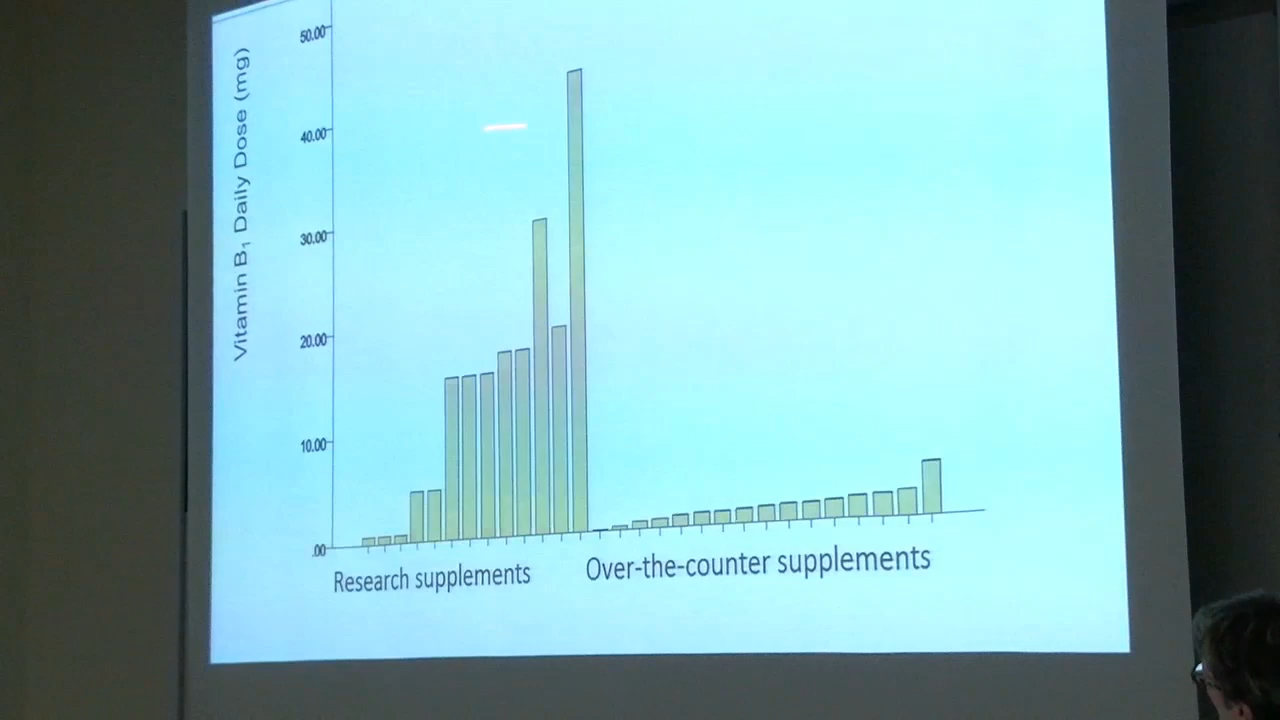 Vitamin B₁ Daily Dose (mg)
50.00
40.00
30.00
20.00
10.00
.00
Research supplements
Over-the-counter supplements